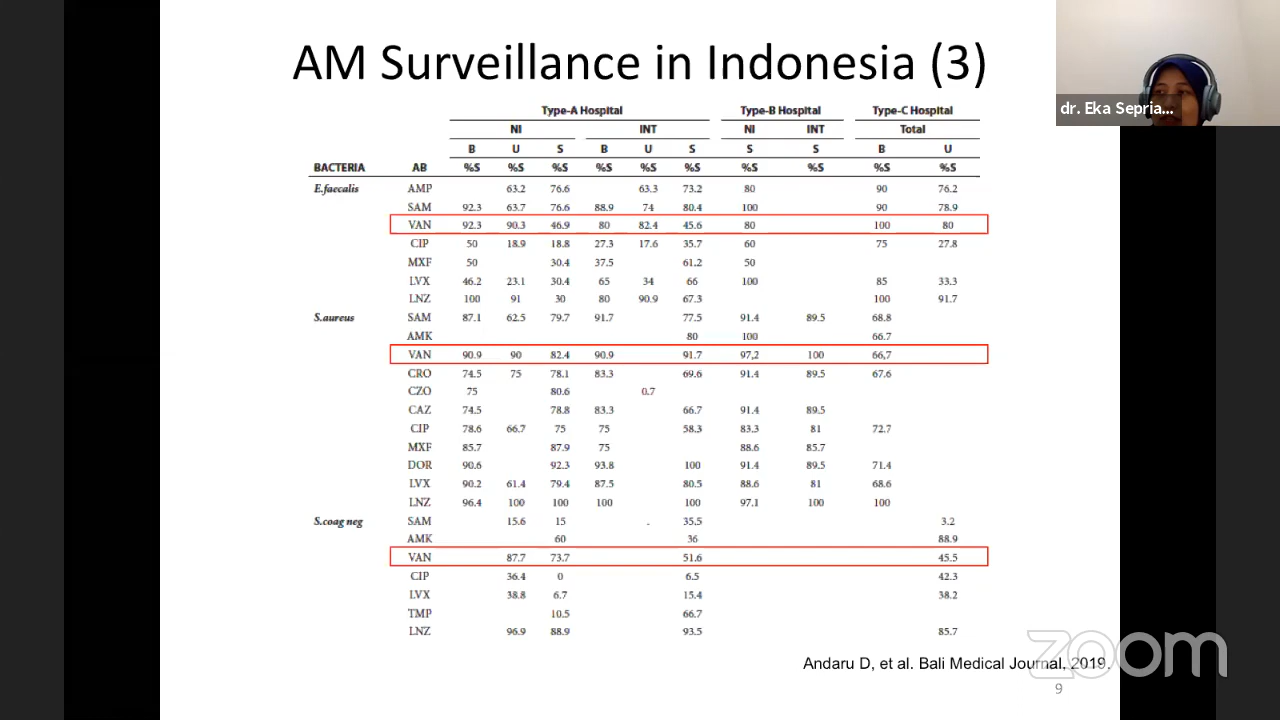 AM Surveillance in Indonesia (3)
dr. Eka Sepria...
Type-A Hospital Type-B Hospital Type-C Hospital
NI INT NI INT Total
B U S B U S S S B U
BACTERIA AB %S %S %S %S %S %S %S %S %S %S
E.faecalis AMP 63.2 76.6 63.3 73.2 80 90 76.2
SAM 92.3 63.7 76.6 88.9 74 80.4 100 90 78.9
VAN 92.3 90.3 46.9 80 82.4 45.6 80 100 80
CIP 50 18.9 18.8 27.3 17.6 35.7 60 75 27.8
MXF 50 30.4 37.5 61.2 50
LVX 46.2 23.1 30.4 65 34 66 100 85 33.3
LNZ 100 91 30 80 90.9 67.3 100 91.7
S.aureus SAM 87.1 62.5 79.7 91.7 77.5 91.4 89.5 68.8
AMK 80 100 66.7
VAN 90.9 90 82.4 90.9 91.7 97,2 100 66,7
CRO 74.5 75 78.1 83.3 69.6 91.4 89.5 67.6
CZO 75 80.6 0.7
CAZ 74.5 78.8 83.3 66.7 91.4 89.5
CIP 78.6 66.7 75 75 58.3 83.3 81 72.7
MXF 85.7 87.9 75 88.6 85.7
DOR 90.6 92.3 93.8 100 91.4 89.5 71.4
LVX 90.2 61.4 79.4 87.5 80.5 88.6 81 68.6
LNZ 96.4 100 100 100 100 97.1 100 100
S.coag neg SAM 15.6 15 . 35.5 3.2
AMK 60 36 88.9
VAN 87.7 73.7 51.6 45.5
CIP 36.4 0 6.5 42.3
LVX 38.8 6.7 15.4 38.2
TMP 10.5 66.7
LNZ 96.9 88.9 93.5 85.7
Andaru D, et al. Bali Medical Journal, 2019.
zoom
9